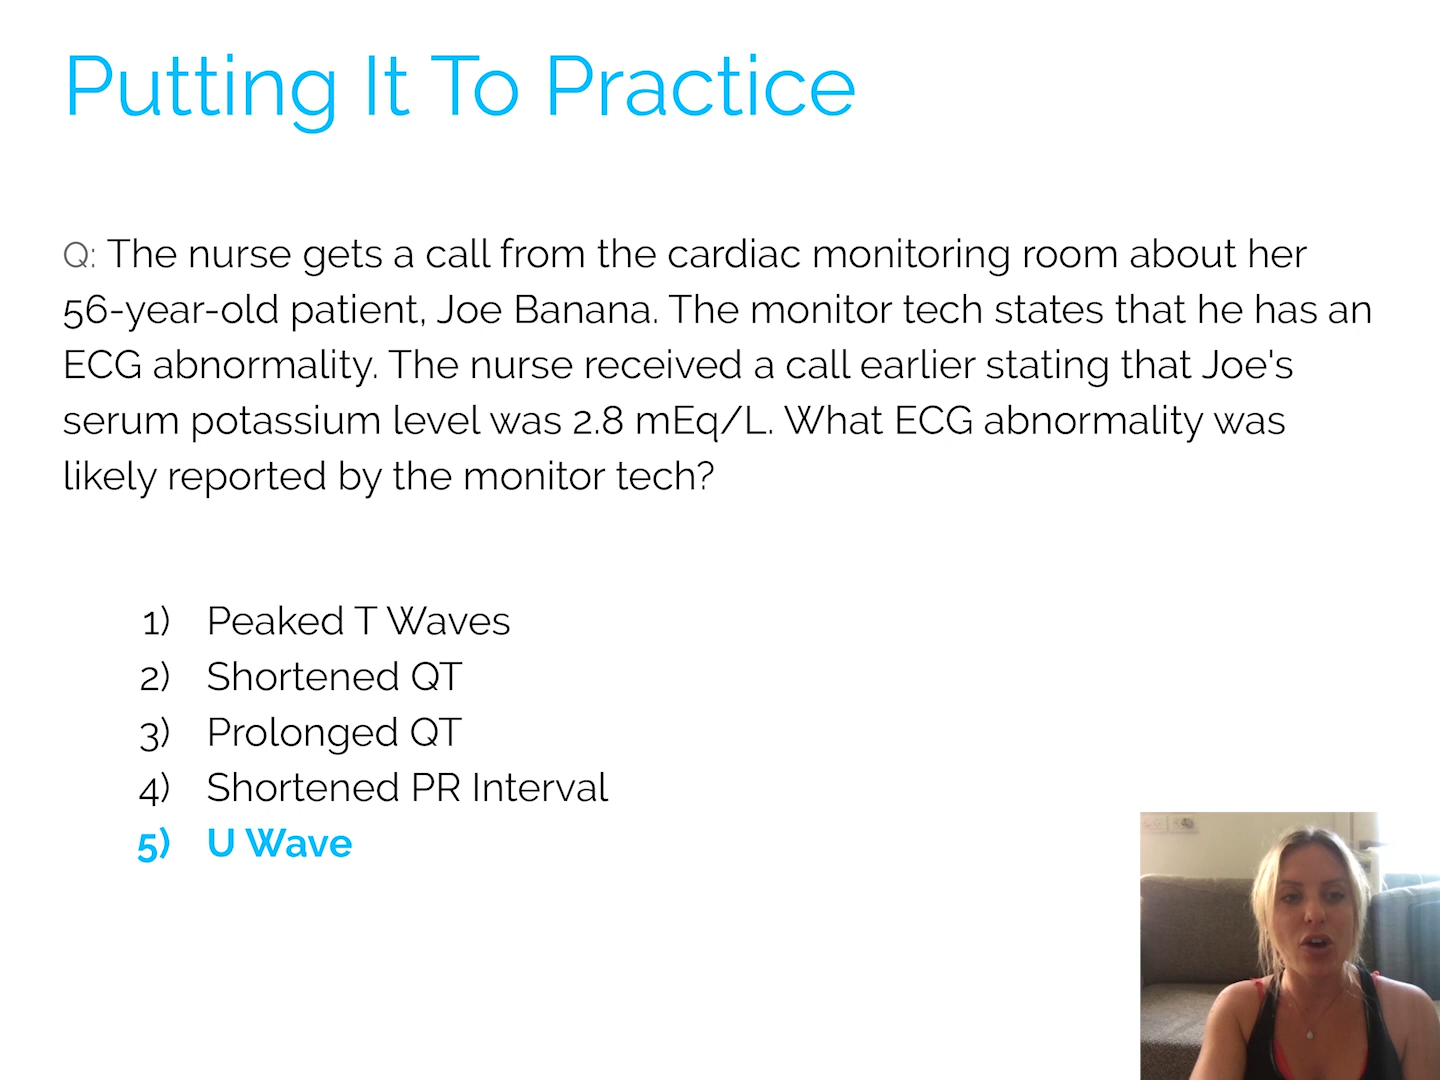 Putting It To Practice
Q: The nurse gets a call from the cardiac monitoring room about her
56-year-old patient, Joe Banana. The monitor tech states that he has an
ECG abnormality. The nurse received a call earlier stating that Joe's
serum potassium level was 2.8 mEq/L. What ECG abnormality was
likely reported by the monitor tech?
1) Peaked T Waves
2) Shortened QT
3) Prolonged QT
4) Shortened PR Interval
5) U Wave